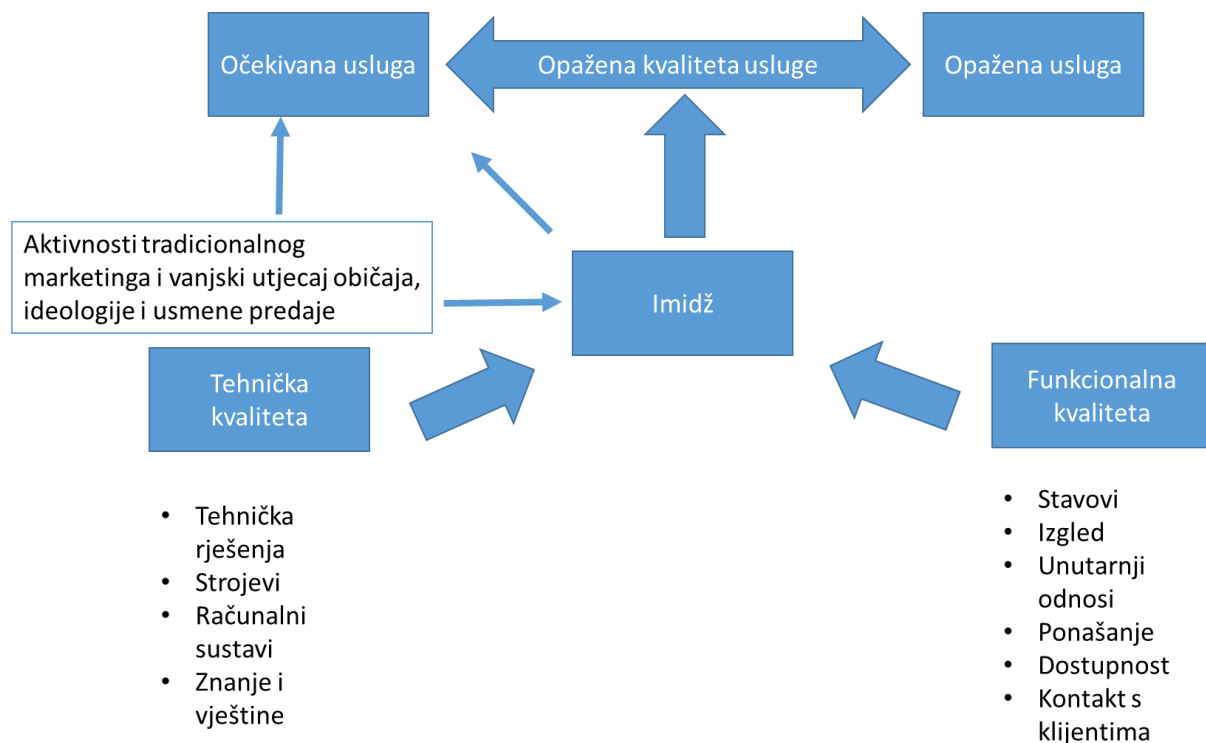 Očekivana usluga
Opažena kvaliteta usluge
Opažena usluga
Aktivnosti tradicionalnog
marketinga i vanjski utjecaj običaja,
ideologije i usmene predaje
Imidž
Tehnička
kvaliteta
Funkcionalna
kvaliteta
• Tehnička
rješenja
• Strojevi
• Računalni
sustavi
• Znanje i
vještine
• Stavovi
• Izgled
• Unutarnji
odnosi
• Ponašanje
• Dostupnost
• Kontakt s
klijentima